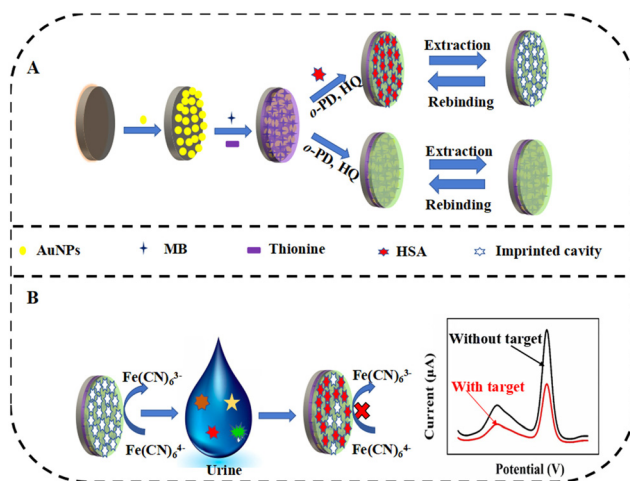 A
o-PD, HQ
Extraction
Rebinding
o-PD, HQ
Extraction
Rebinding
AuNPs
MB
Thionine
HSA
Imprinted cavity
B
Fe(CN)₆³⁻
Fe(CN)₆⁴⁻
Urine
Fe(CN)₆³⁻
Fe(CN)₆⁴⁻
Current (μA)
Without target
With target
Potential (V)